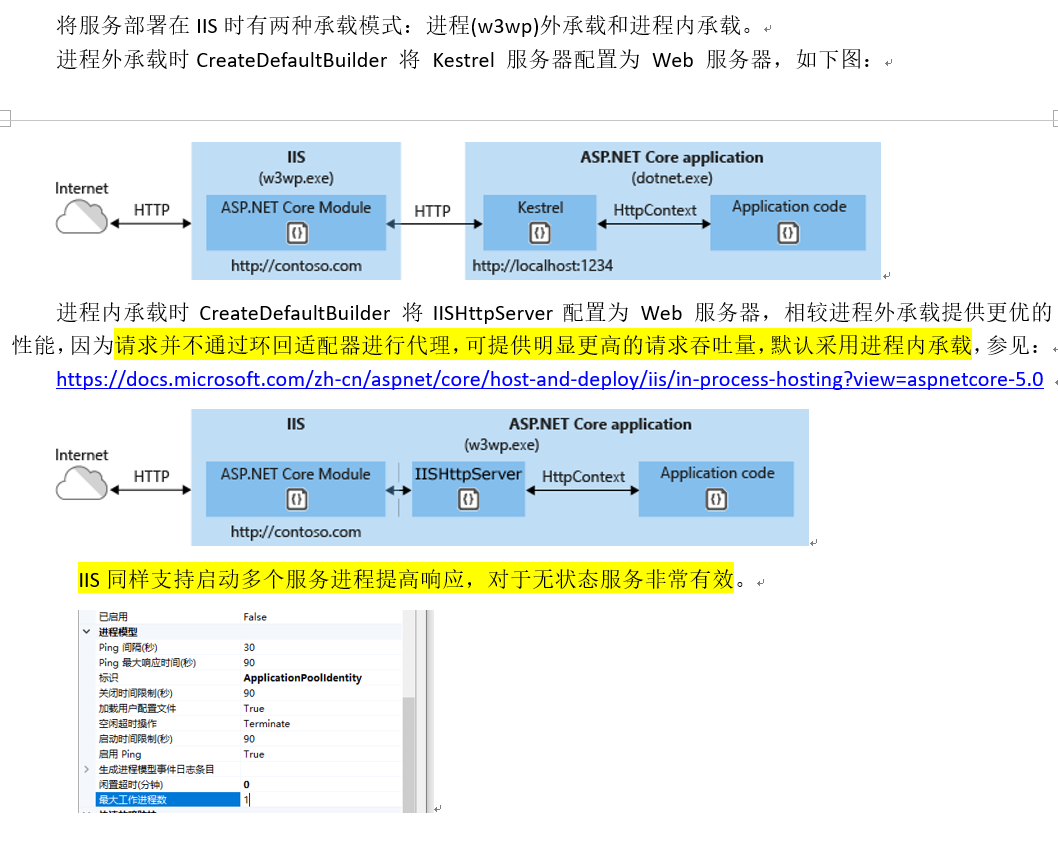 将服务部署在 IIS 时有两种承载模式：进程(w3wp)外承载和进程内承载。
进程外承载时 CreateDefaultBuilder 将 Kestrel 服务器配置为 Web 服务器，如下图：
IIS
(w3wp.exe)
ASP.NET Core application
(dotnet.exe)
Internet
HTTP
ASP.NET Core Module
HTTP
Kestrel
HttpContext
Application code
http://contoso.com
http://localhost:1234
进程内承载时 CreateDefaultBuilder 将 IISHttpServer 配置为 Web 服务器，相较进程外承载提供更优的
性能，因为请求并不通过环回适配器进行代理，可提供明显更高的请求吞吐量，默认采用进程内承载，参见：
https://docs.microsoft.com/zh-cn/aspnet/core/host-and-deploy/iis/in-process-hosting?view=aspnetcore-5.0
IIS
ASP.NET Core application
(w3wp.exe)
Internet
HTTP
ASP.NET Core Module
IISHttpServer
HttpContext
Application code
http://contoso.com
IIS 同样支持启动多个服务进程提高响应，对于无状态服务非常有效。
已启用 False
进程模型
Ping 间隔(秒) 30
Ping 最大响应时间(秒) 90
标识 ApplicationPoolIdentity
关闭时间限制(秒) 90
加载用户配置文件 True
空闲超时操作 Terminate
启动时间限制(秒) 90
启用 Ping True
生成进程模型事件日志条目
闲置超时(分钟) 0
最大工作进程数 1